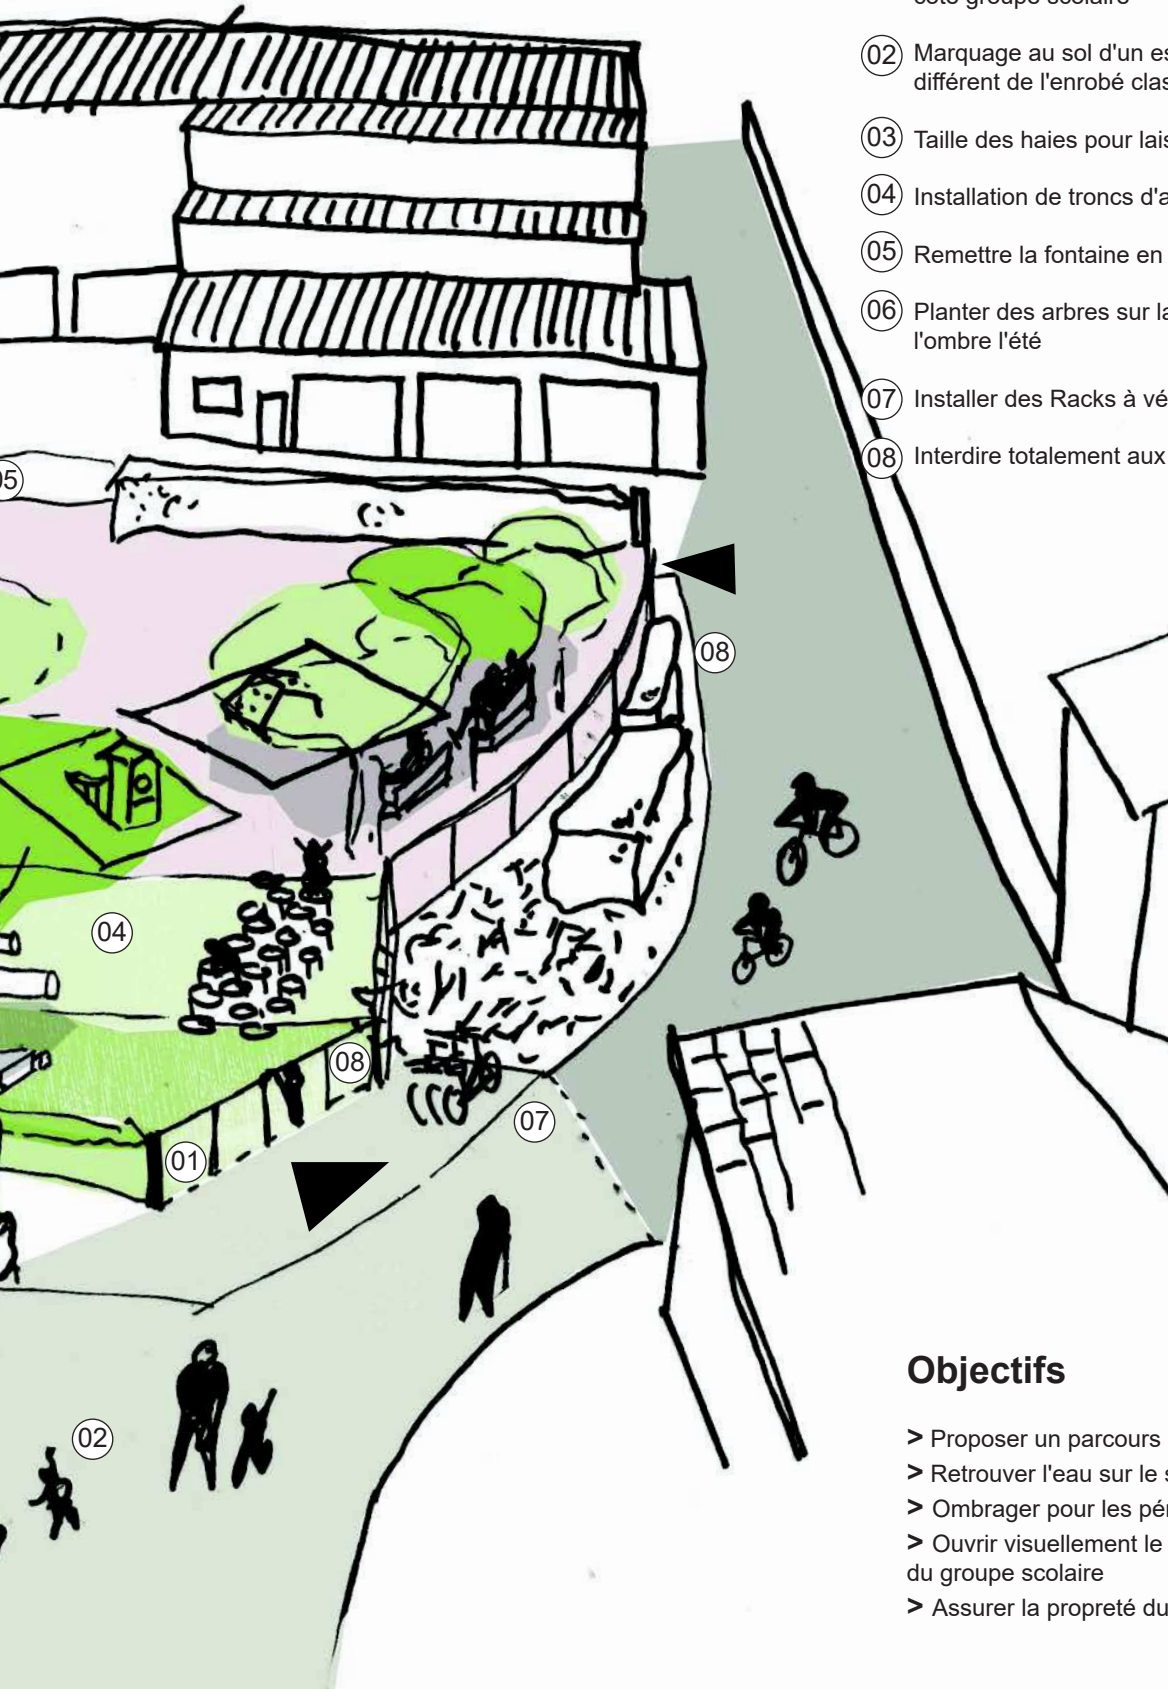 02 Marquage au sol d'un es
différent de l'enrobé clas
03 Taille des haies pour lais
04 Installation de troncs d'a
05 Remettre la fontaine en
06 Planter des arbres sur la
l'ombre l'été
07 Installer des Racks à vé
08 Interdire totalement aux
05
08
04
08
07
01
02
Objectifs
> Proposer un parcours
> Retrouver l'eau sur le s
> Ombrager pour les pér
> Ouvrir visuellement le
du groupe scolaire
> Assurer la propreté du